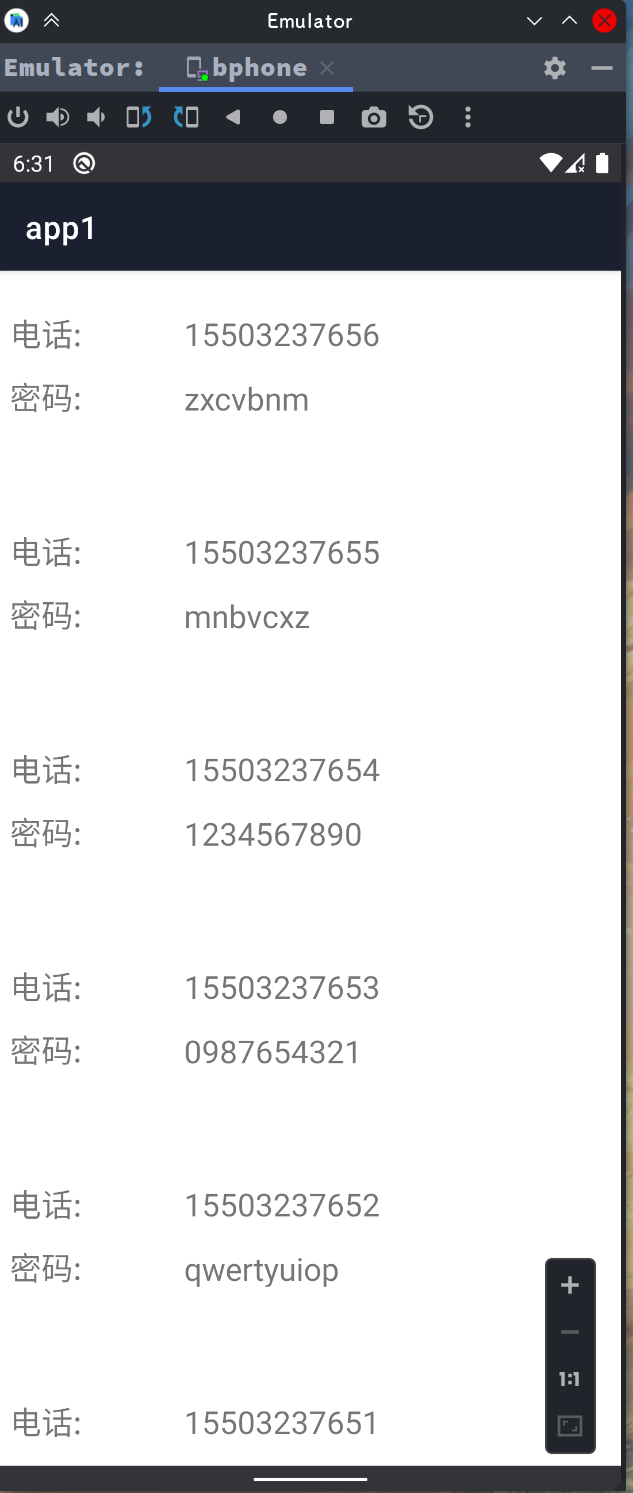 Emulator
Emulator: bphone
6:31
app1
电话: 15503237656
密码: zxcvbnm
电话: 15503237655
密码: mnbvcxz
电话: 15503237654
密码: 1234567890
电话: 15503237653
密码: 0987654321
电话: 15503237652
密码: qwertyuiop
1:1
电话: 15503237651